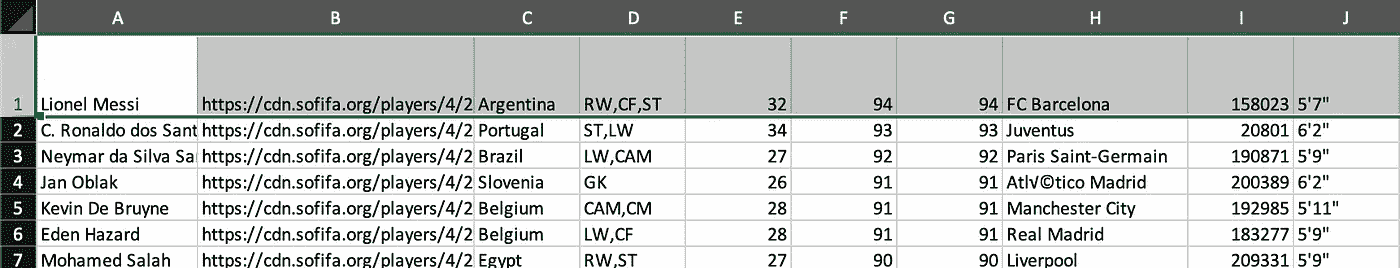 A B C D E F G H I J
1 Lionel Messi https://cdn.sofifa.org/players/4/2 Argentina RW,CF,ST 32 94 94 FC Barcelona 158023 5'7"
2 C. Ronaldo dos Sant https://cdn.sofifa.org/players/4/2 Portugal ST,LW 34 93 93 Juventus 20801 6'2"
3 Neymar da Silva Sa https://cdn.sofifa.org/players/4/2 Brazil LW,CAM 27 92 92 Paris Saint-Germain 190871 5'9"
4 Jan Oblak https://cdn.sofifa.org/players/4/2 Slovenia GK 26 91 91 Atl√©tico Madrid 200389 6'2"
5 Kevin De Bruyne https://cdn.sofifa.org/players/4/2 Belgium CAM,CM 28 91 91 Manchester City 192985 5'11"
6 Eden Hazard https://cdn.sofifa.org/players/4/2 Belgium LW,CF 28 91 91 Real Madrid 183277 5'9"
7 Mohamed Salah https://cdn.sofifa.org/players/4/2 Egypt RW,ST 27 90 90 Liverpool 209331 5'9"